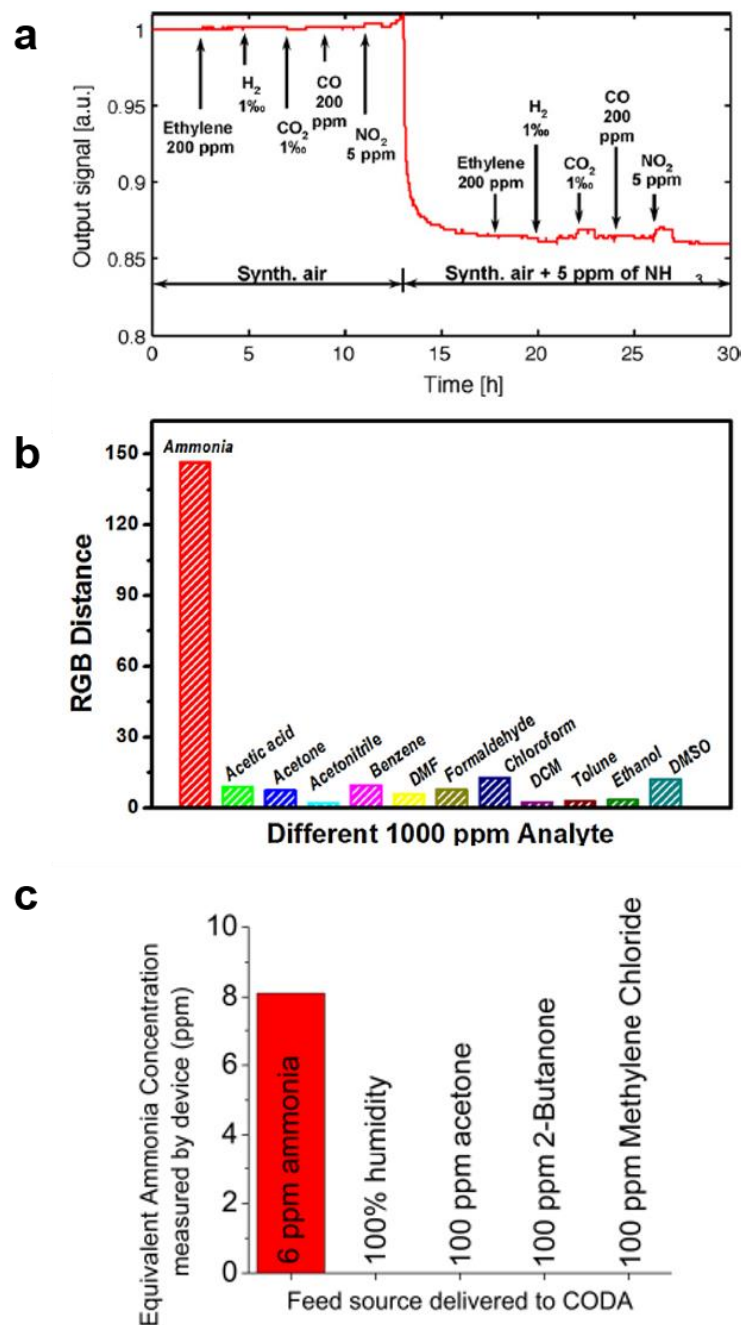 a
Output signal [a.u.]
1
0.95
0.9
0.85
0.8
Ethylene
200 ppm
H2
1‰
CO2
1‰
CO
200
ppm
NO2
5 ppm
Ethylene
200 ppm
H2
1‰
CO2
1‰
CO
200
ppm
NO2
5 ppm
Synth. air
Synth. air + 5 ppm of NH 3
0 5 10 15 20 25 30
Time [h]
b
RGB Distance
150
120
90
60
30
0
Ammonia
Acetic acid
Acetone
Acetonitrile
Benzene
DMF
Formaldehyde
Chloroform
DCM
Tolune
Ethanol
DMSO
Different 1000 ppm Analyte
c
Equivalent Ammonia Concentration
measured by device (ppm)
10
8
6
4
2
0
6 ppm ammonia
100% humidity
100 ppm acetone
100 ppm 2-Butanone
100 ppm Methylene Chloride
Feed source delivered to CODA